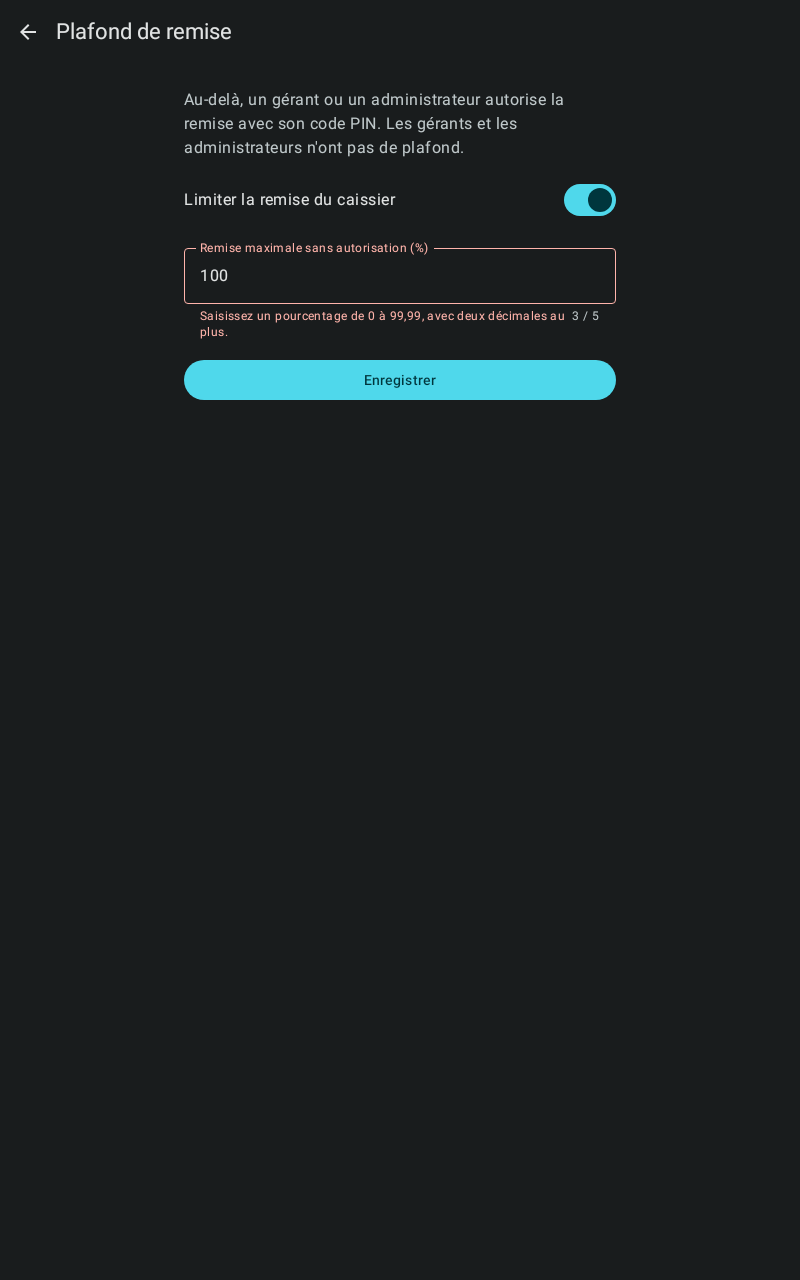 Plafond de remise
Au-delà, un gérant ou un administrateur autorise la
remise avec son code PIN. Les gérants et les
administrateurs n'ont pas de plafond.
Limiter la remise du caissier
Remise maximale sans autorisation (%)
100
Saisissez un pourcentage de 0 à 99,99, avec deux décimales au 3 / 5
plus.
Enregistrer